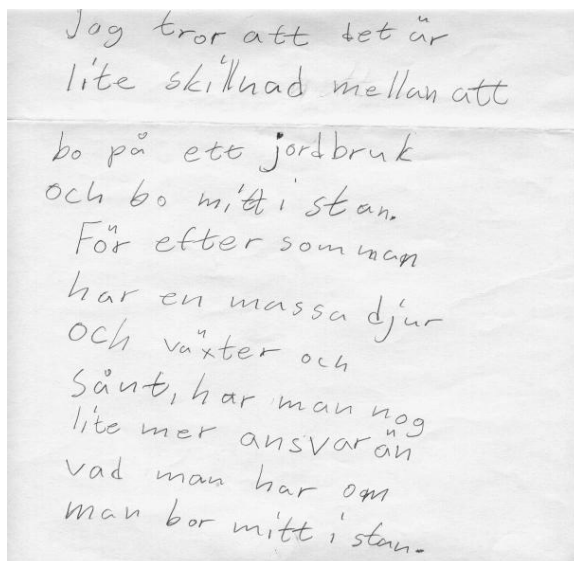 Jag tror att det är
lite skillnad mellan att
bo på ett jordbruk
och bo mitt i stan.
För efter som man
har en massa djur
och växter och
sånt, har man nog
lite mer ansvar än
vad man har om
man bor mitt i stan.